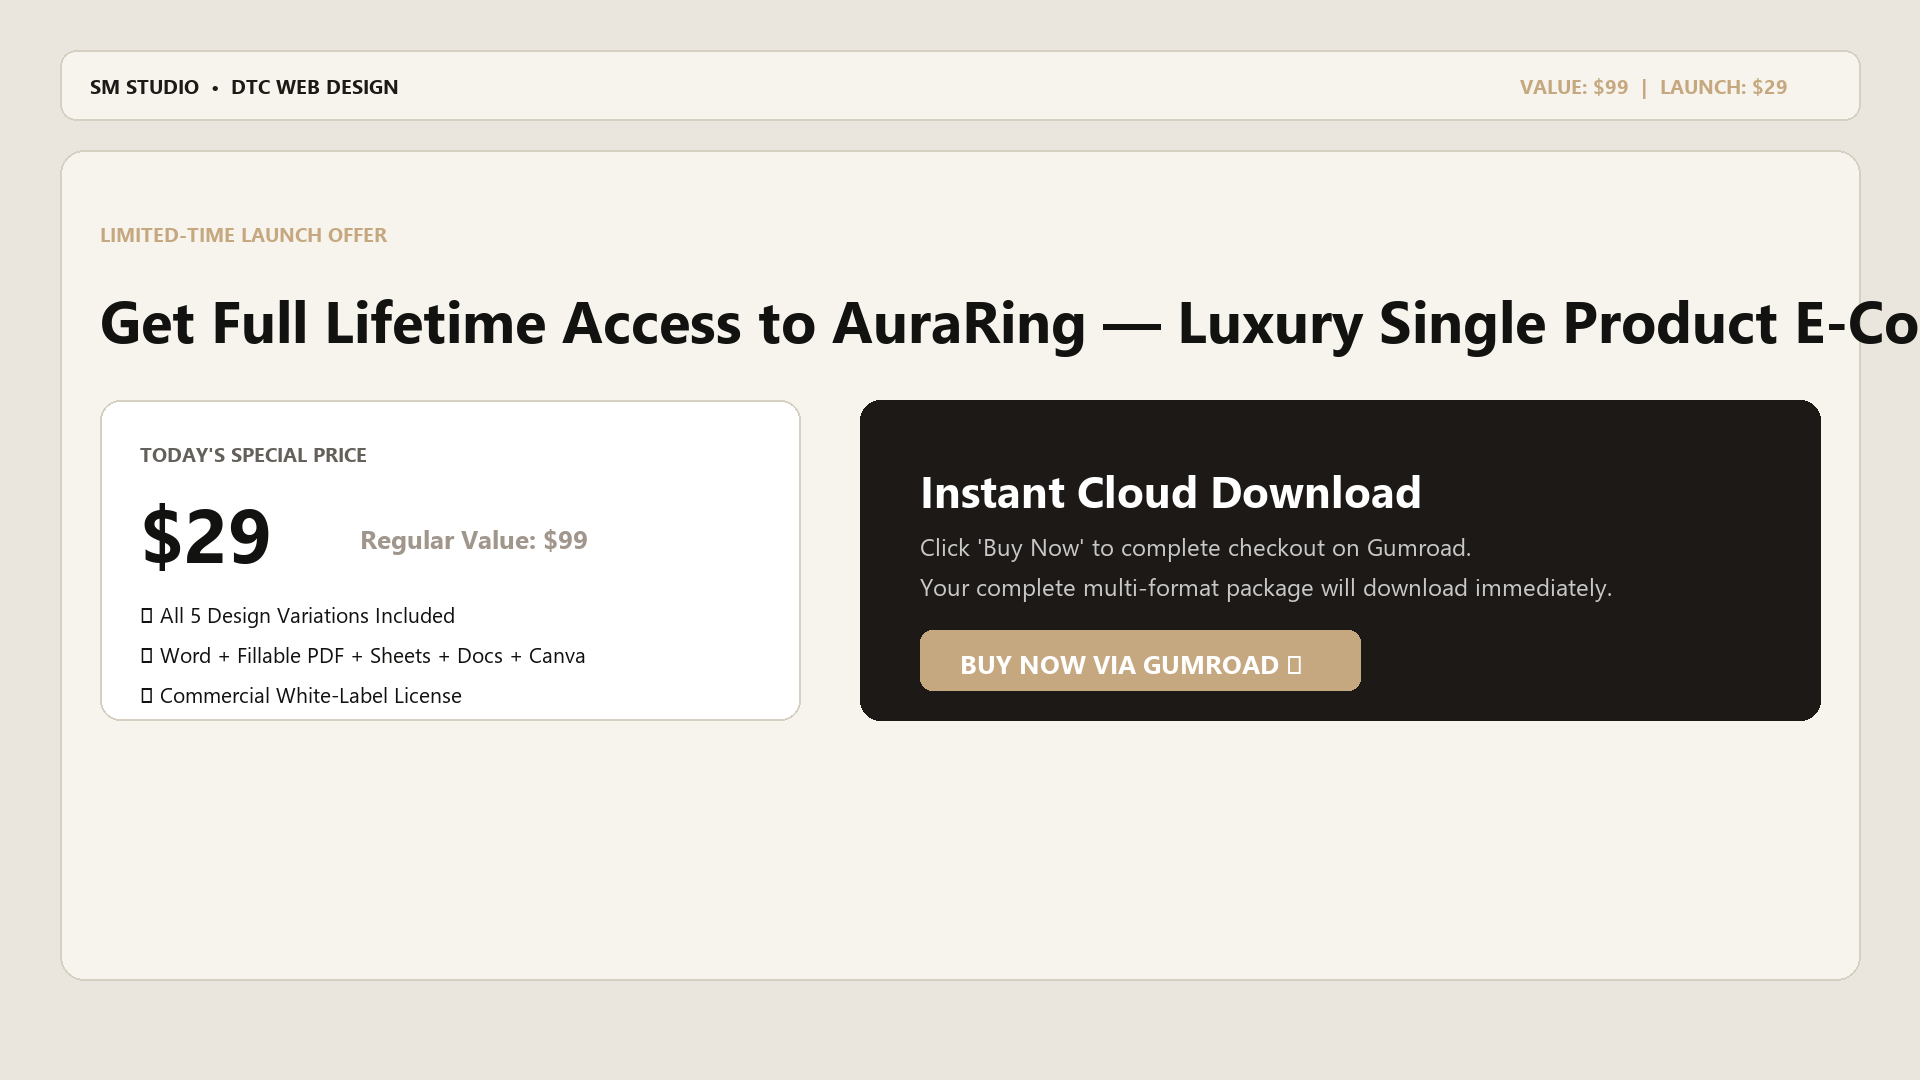 SM STUDIO • DTC WEB DESIGN
VALUE: $99 | LAUNCH: $29
LIMITED-TIME LAUNCH OFFER
Get Full Lifetime Access to AuraRing — Luxury Single Product E-Co
TODAY'S SPECIAL PRICE
$29
Regular Value: $99
▯ All 5 Design Variations Included
▯ Word + Fillable PDF + Sheets + Docs + Canva
▯ Commercial White-Label License
Instant Cloud Download
Click 'Buy Now' to complete checkout on Gumroad.
Your complete multi-format package will download immediately.
BUY NOW VIA GUMROAD ▯